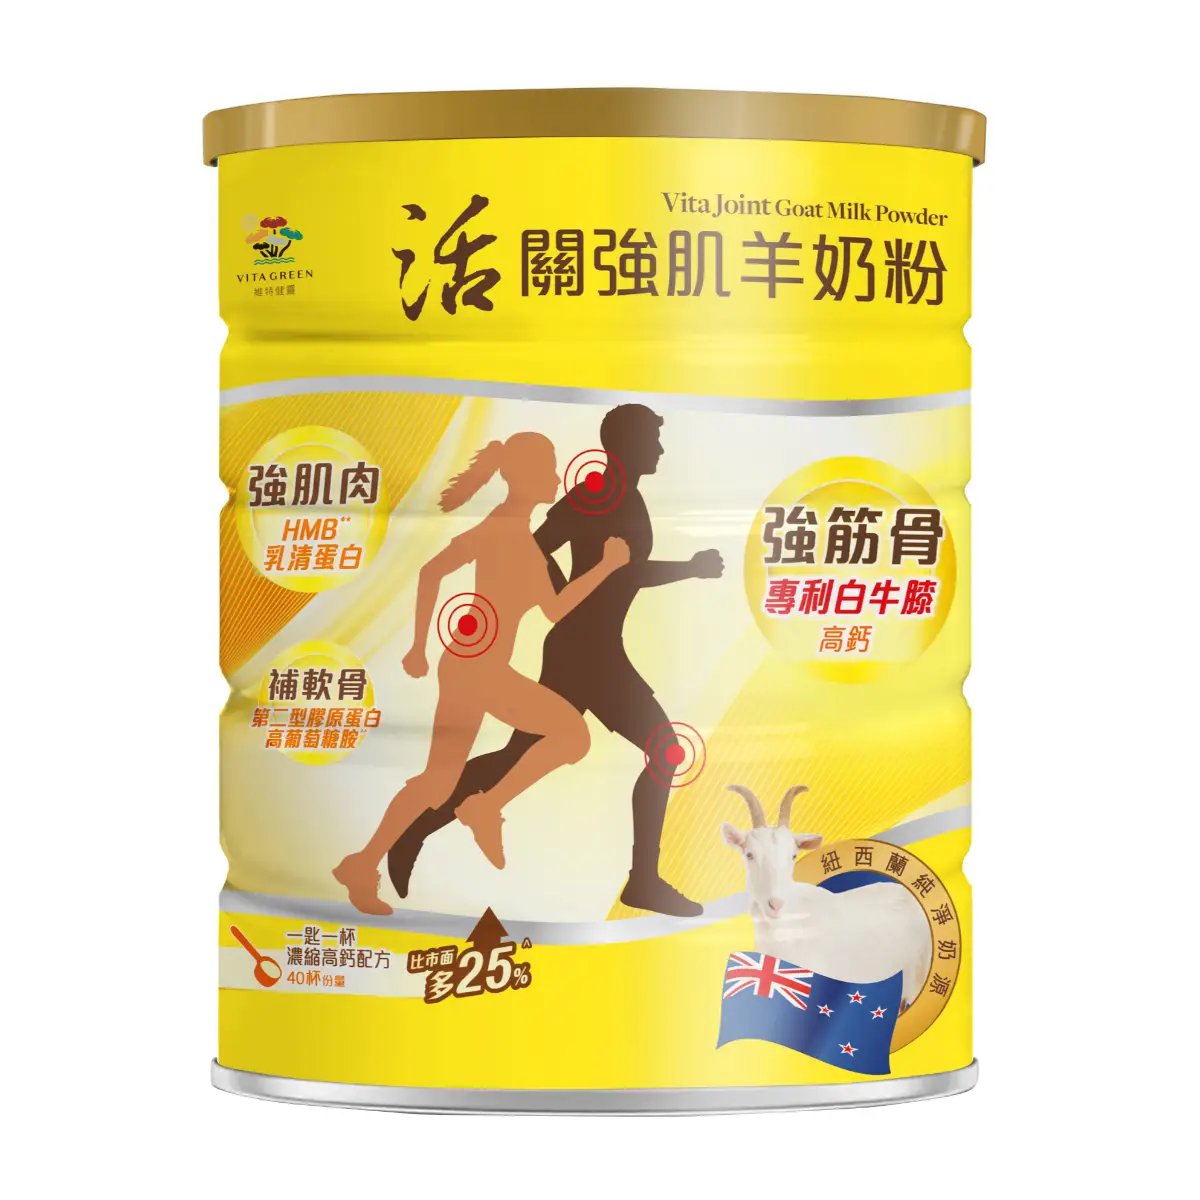 VITA GREEN
維特健靈
Vita Joint Goat Milk Powder
活關強肌羊奶粉
強肌肉
HMB**
乳清蛋白
補軟骨
第二型膠原蛋白
高葡萄糖胺**
強筋骨
專利白牛膝
高鈣
紐西蘭純淨奶源
一匙一杯
濃縮高鈣配方
40杯份量
比市面
多25%^